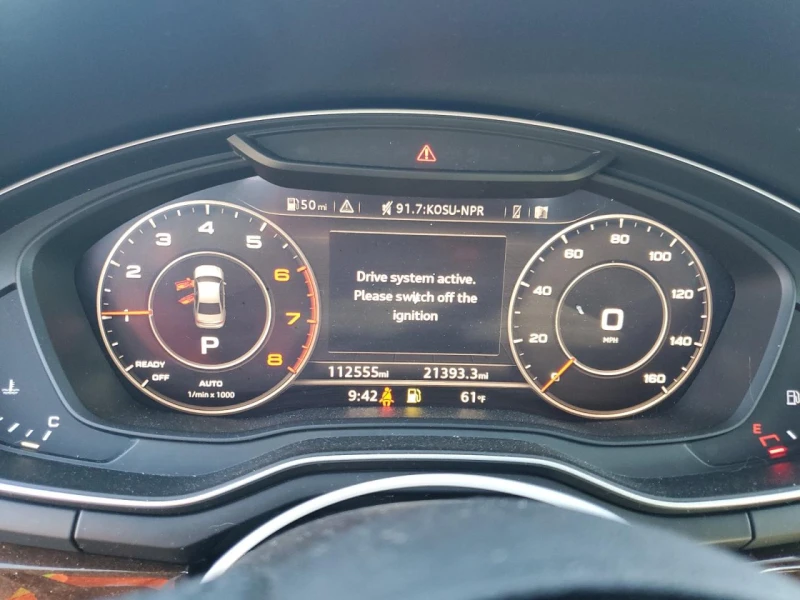 50 mi 91.7:KOSU-NPR
Drive system active.
Please switch off the
ignition
1 2 3 4 5 6 7 8
P
READY
OFF
AUTO
1/min x 1000
0 20 40 60 80 100 120 140 160
0
MPH
112555mi 21393.3mi
9:42 61°F
C
E